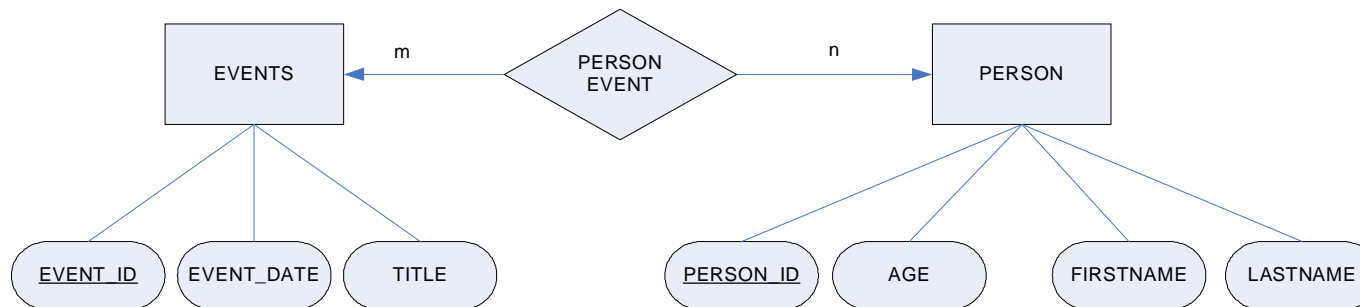 m
n
EVENTS
PERSON
EVENT
PERSON
EVENT_ID
EVENT_DATE
TITLE
PERSON_ID
AGE
FIRSTNAME
LASTNAME